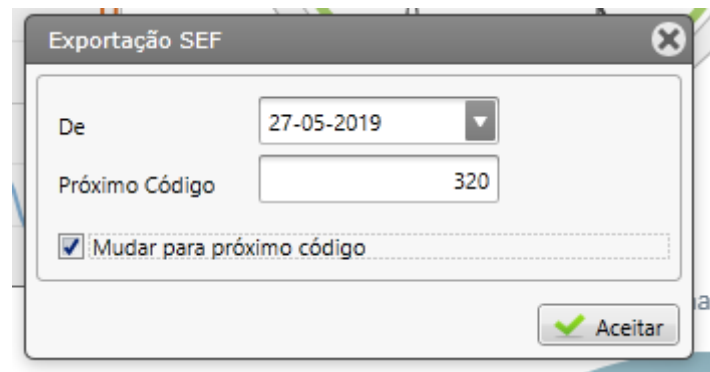 Exportação SEF
De
27-05-2019
Próximo Código
320
Mudar para próximo código
Aceitar